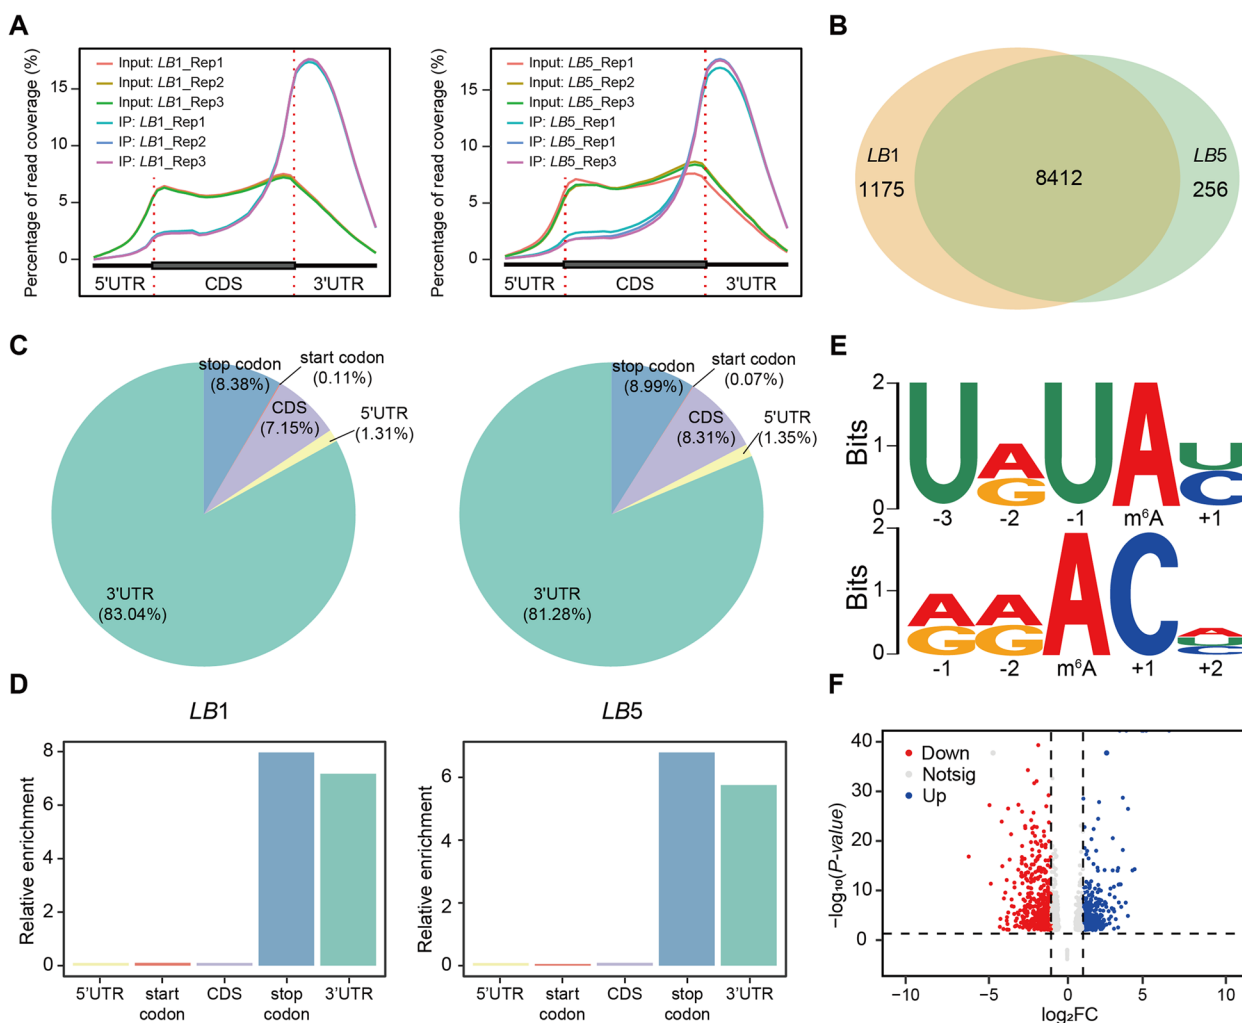 A
Percentage of read coverage (%)
15
10
5
0
Input: LB1_Rep1
Input: LB1_Rep2
Input: LB1_Rep3
IP: LB1_Rep1
IP: LB1_Rep2
IP: LB1_Rep3
5'UTR
CDS
3'UTR
Percentage of read coverage (%)
15
10
5
0
Input: LB5_Rep1
Input: LB5_Rep2
Input: LB5_Rep3
IP: LB5_Rep1
IP: LB5_Rep1
IP: LB5_Rep3
5'UTR
CDS
3'UTR
B
LB1
1175
8412
LB5
256
C
stop codon
(8.38%)
start codon
(0.11%)
CDS
(7.15%)
5'UTR
(1.31%)
3'UTR
(83.04%)
stop codon
(8.99%)
start codon
(0.07%)
CDS
(8.31%)
5'UTR
(1.35%)
3'UTR
(81.28%)
E
Bits
2
1
0
U A G U A U C
-3 -2 -1 m⁶A +1
Bits
2
1
0
A G A G A C A U C
-1 -2 m⁶A +1 +2
D
LB1
Relative enrichment
8
6
4
2
0
5'UTR
start codon
CDS
stop codon
3'UTR
LB5
Relative enrichment
6
4
2
0
5'UTR
start codon
CDS
stop codon
3'UTR
F
−log₁₀(P-value)
40
30
20
10
0
Down
Notsig
Up
−10 −5 0 5 10
log₂FC